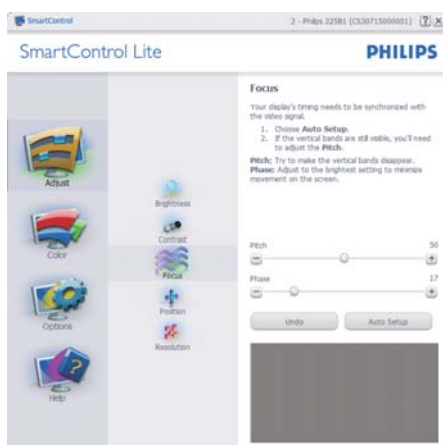 SmartControl
2 - Philips 225B1 (CS30715000001)
SmartControl Lite
PHILIPS
Adjust
Color
Options
Help
Brightness
Contrast
Focus
Position
Resolution
Focus
Your display's timing needs to be synchronized with
the video signal.
1. Choose Auto Setup.
2. If the vertical bands are still visible, you'll need
to adjust the Pitch.
Pitch: Try to make the vertical bands disappear.
Phase: Adjust to the brightest setting to minimize
movement on the screen.
Pitch 50
Phase 17
Undo Auto Setup